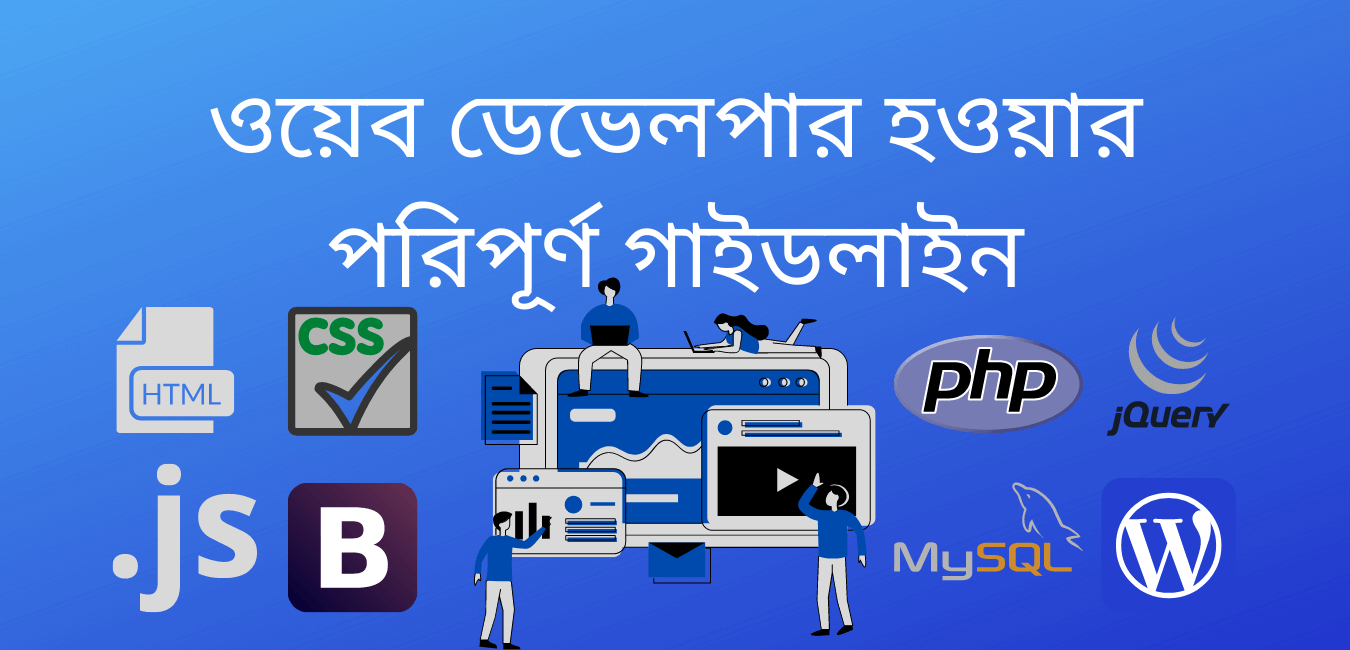 ওয়েব ডেভেলপার হওয়ার
পরিপূর্ণ গাইডলাইন
HTML
CSS
php
jQuery
.js
B
MySQL
W